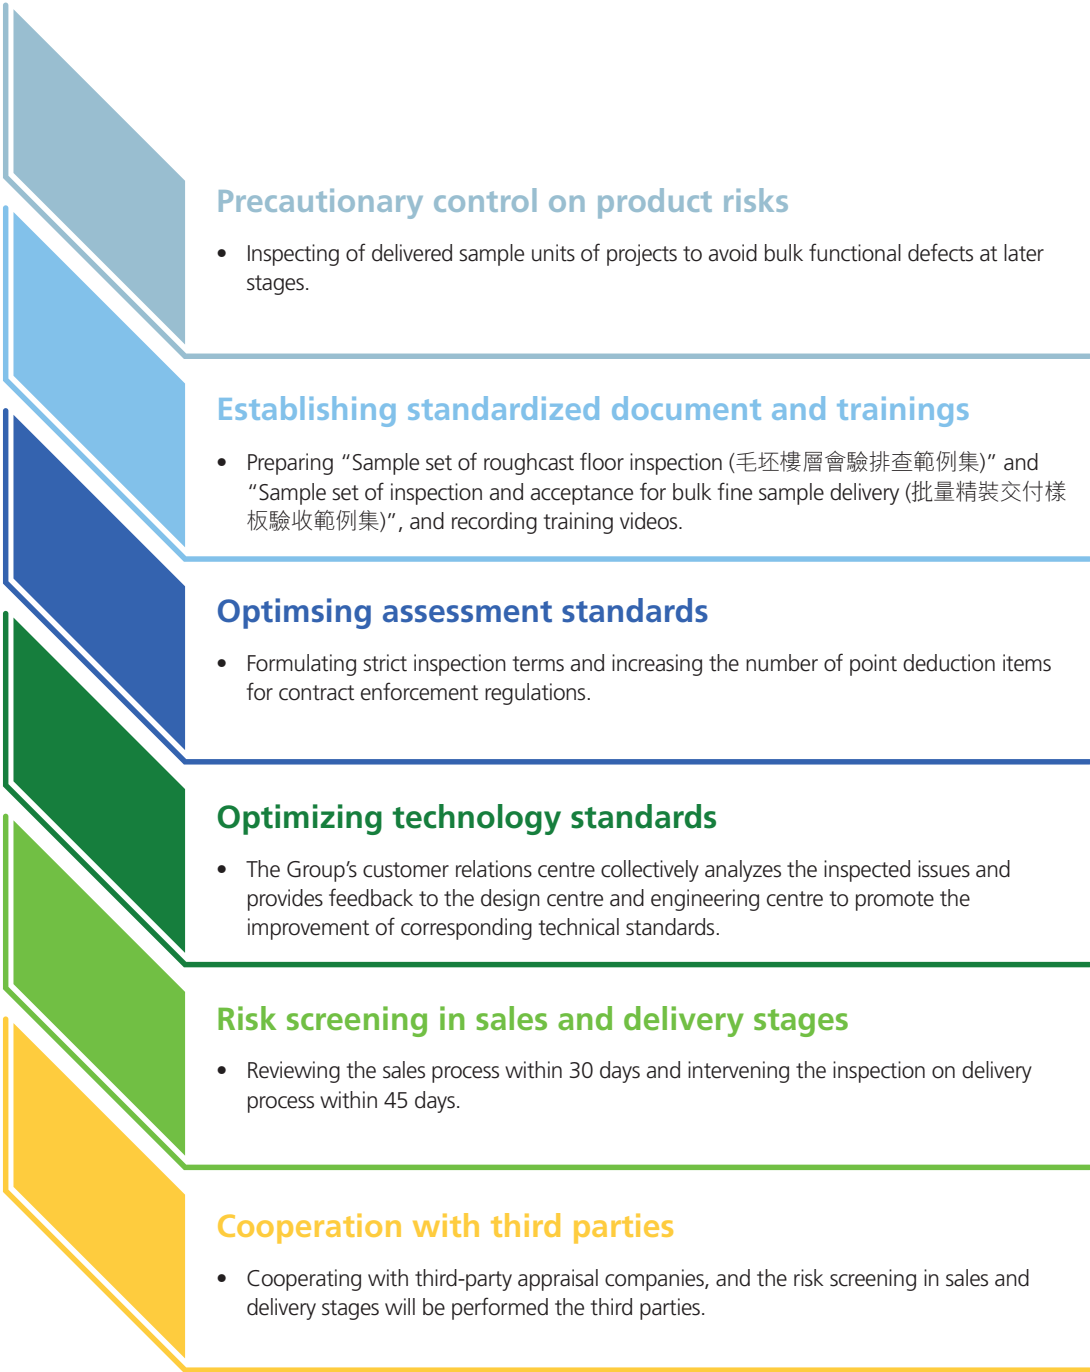 Precautionary control on product risks
• Inspecting of delivered sample units of projects to avoid bulk functional defects at later
stages.
Establishing standardized document and trainings
• Preparing “Sample set of roughcast floor inspection (毛坯樓層會驗排查範例集)” and
“Sample set of inspection and acceptance for bulk fine sample delivery (批量精裝交付樣
板驗收範例集)”, and recording training videos.
Optimsing assessment standards
• Formulating strict inspection terms and increasing the number of point deduction items
for contract enforcement regulations.
Optimizing technology standards
• The Group’s customer relations centre collectively analyzes the inspected issues and
provides feedback to the design centre and engineering centre to promote the
improvement of corresponding technical standards.
Risk screening in sales and delivery stages
• Reviewing the sales process within 30 days and intervening the inspection on delivery
process within 45 days.
Cooperation with third parties
• Cooperating with third-party appraisal companies, and the risk screening in sales and
delivery stages will be performed the third parties.